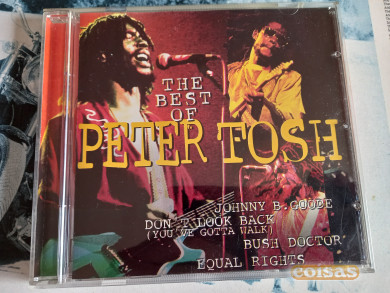 THE
BEST
OF
PETER TOSH
JOHNNY B.GOODE
DON'T LOOK BACK
(YOU'VE GOTTA WALK)
BUSH DOCTOR
EQUAL RIGHTS
coisas